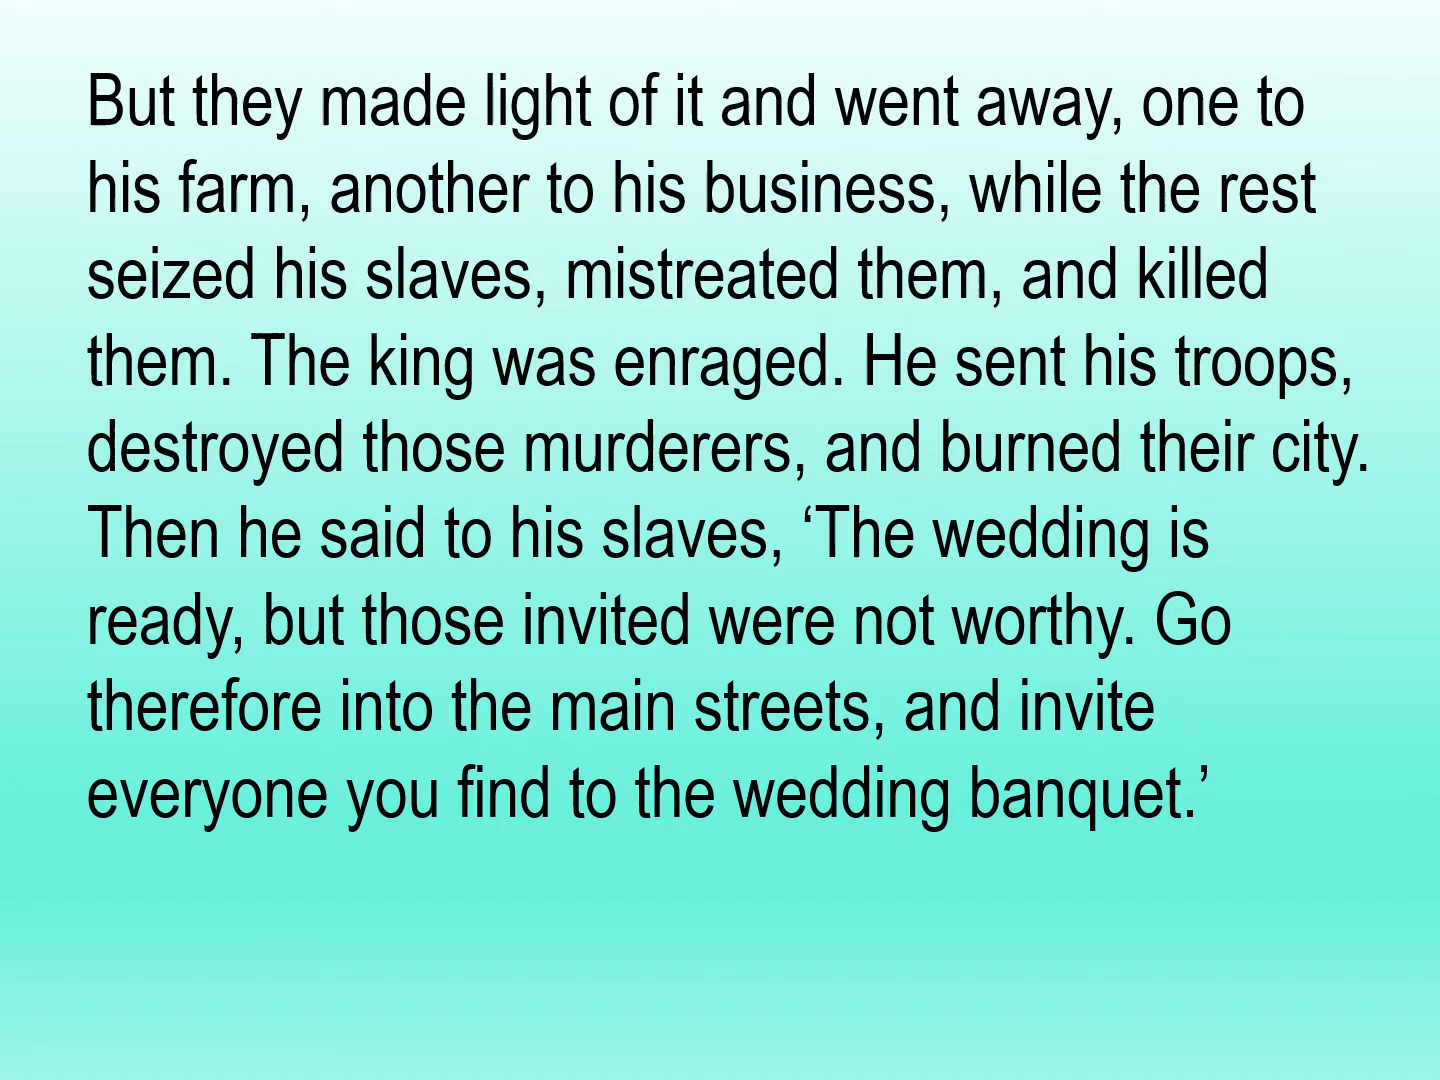 But they made light of it and went away, one to
his farm, another to his business, while the rest
seized his slaves, mistreated them, and killed
them. The king was enraged. He sent his troops,
destroyed those murderers, and burned their city.
Then he said to his slaves, ‘The wedding is
ready, but those invited were not worthy. Go
therefore into the main streets, and invite
everyone you find to the wedding banquet.’